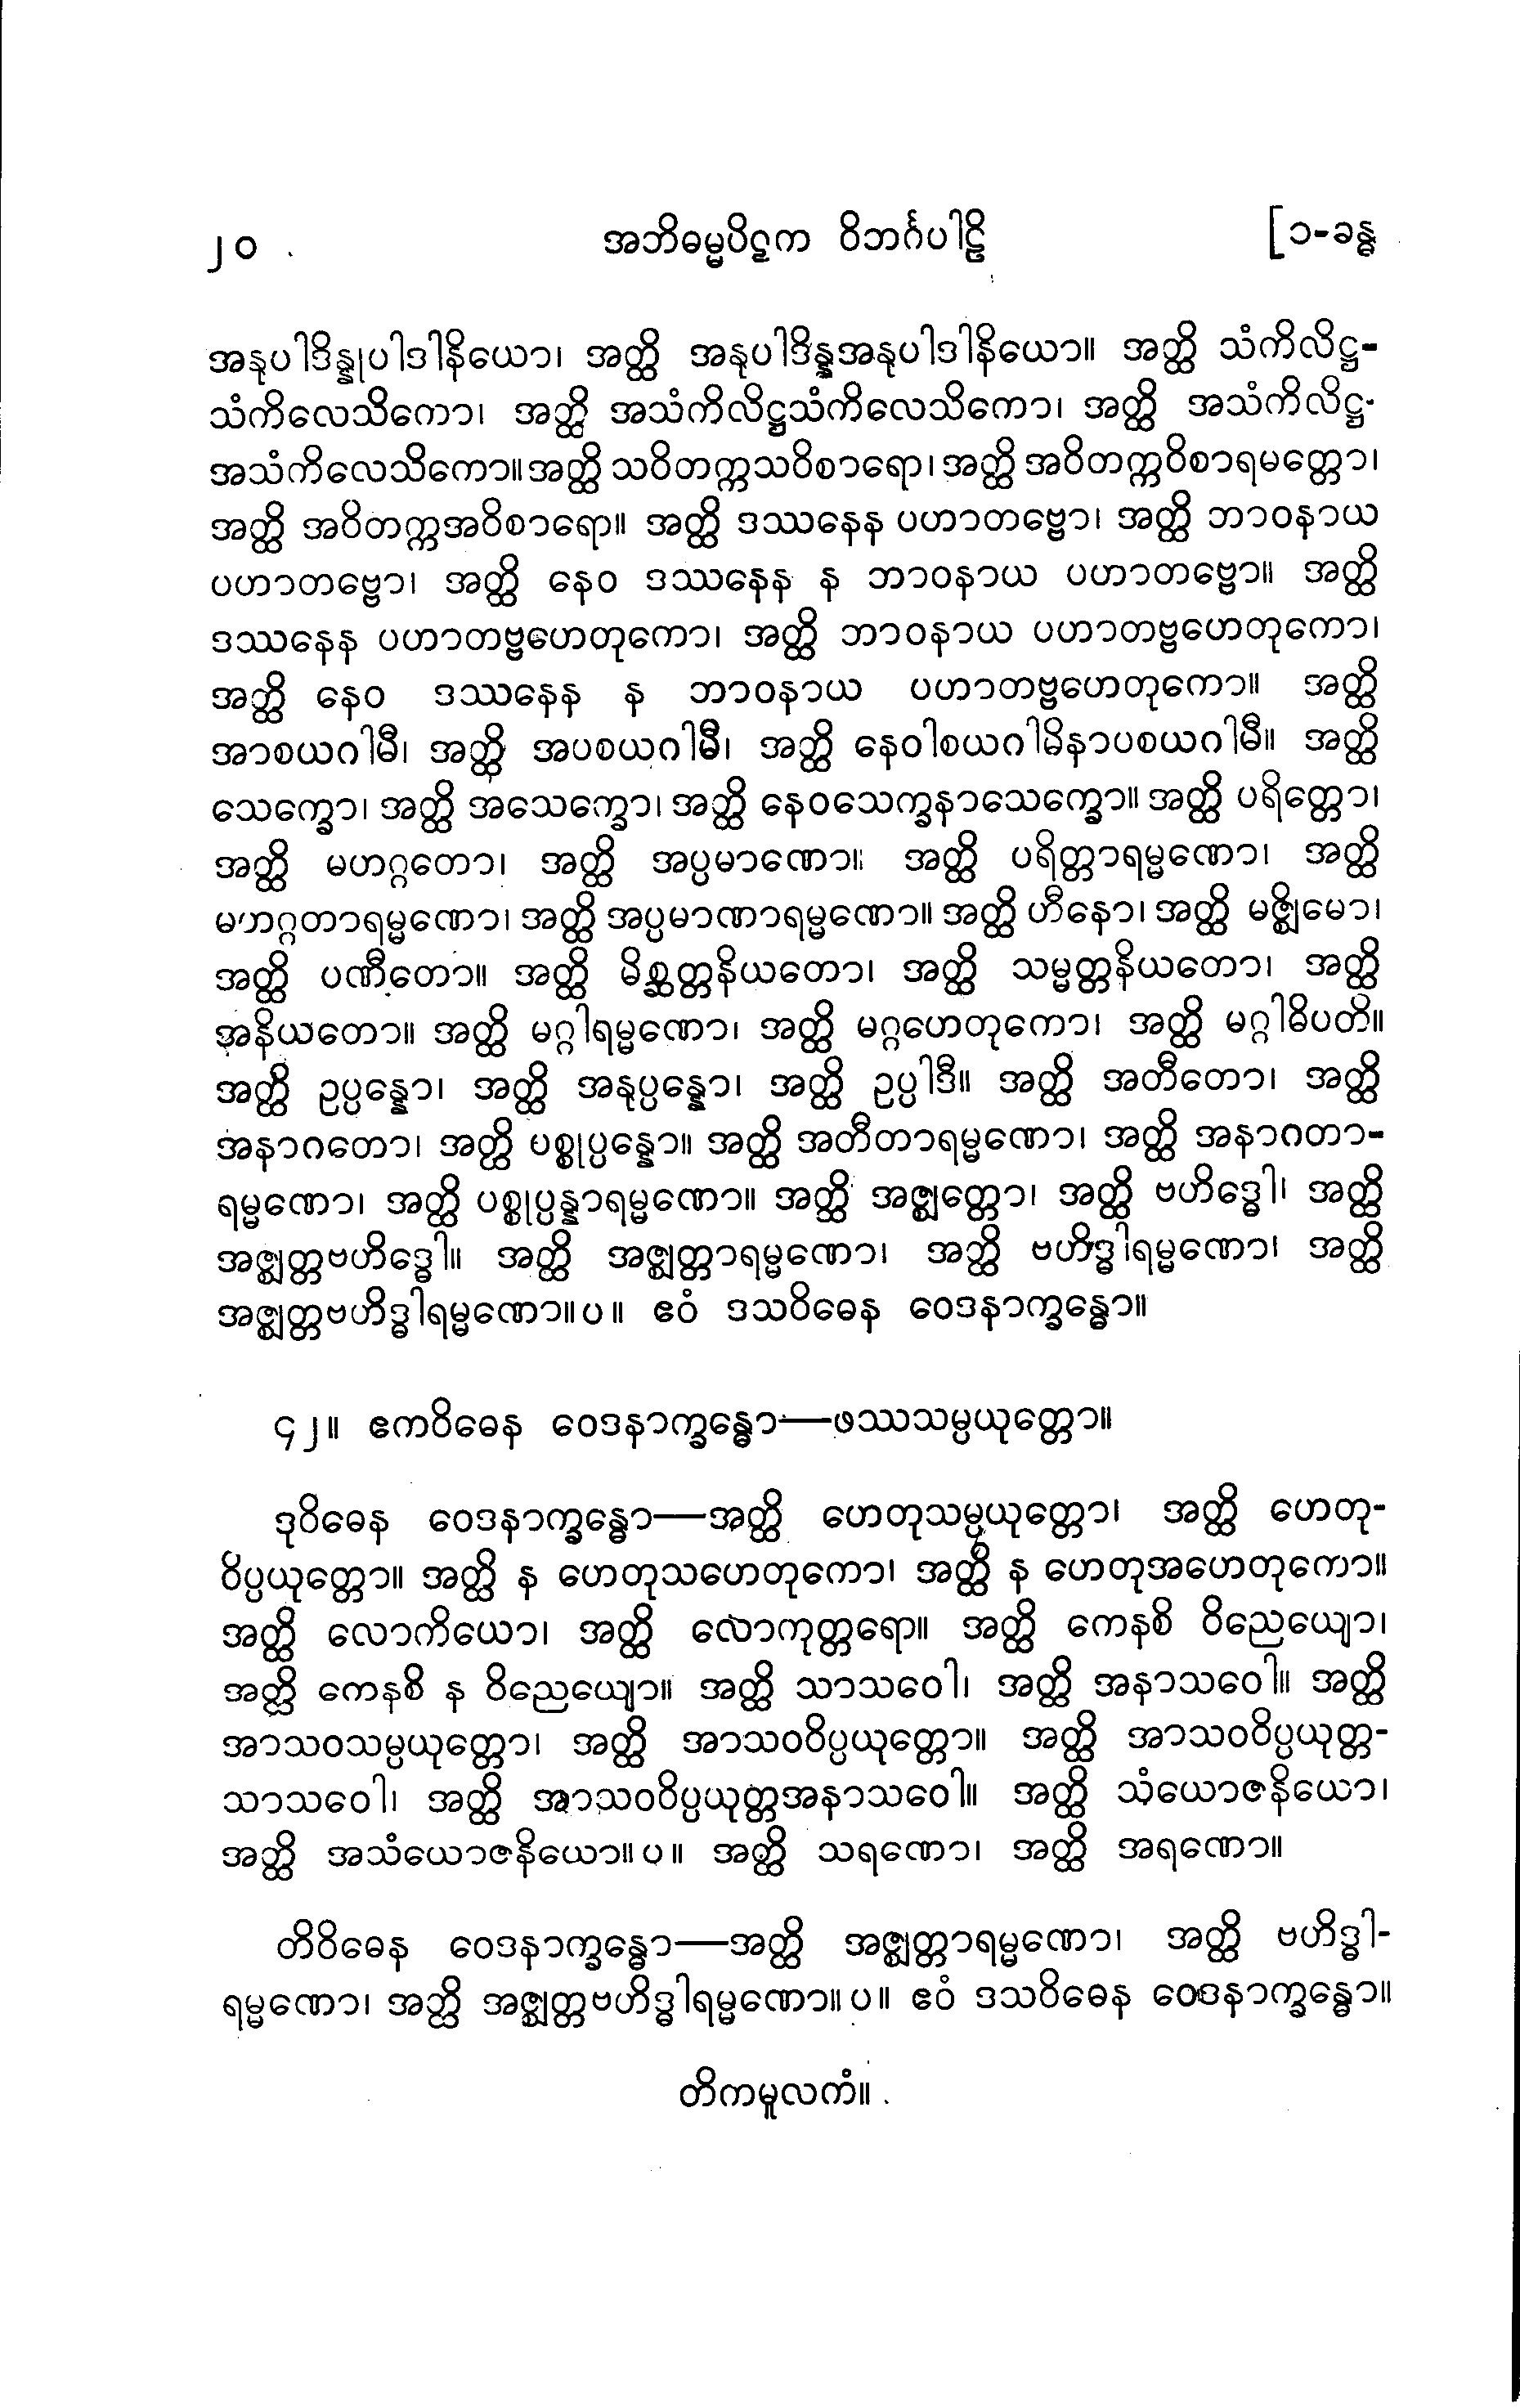 ၂၀ အဘိဓမ္မပိဋက ဝိဘင်္ဂပါဠိ [၁-ခန္ဓ
အနုပါဒိန္နုပါဒါနိယော၊ အတ္ထိ အနုပါဒိန္နအနုပါဒါနိယော။ အတ္ထိ သံကိလိဋ္ဌ-
သံကိလေသိကော၊ အတ္ထိ အသံကိလိဋ္ဌသံကိလေသိကော၊ အတ္ထိ အသံကိလိဋ္ဌ-
အသံကိလေသိကော။ အတ္ထိ သဝိတက္ကသဝိစာရော၊ အတ္ထိ အဝိတက္ကဝိစာရမတ္တော၊
အတ္ထိ အဝိတက္ကအဝိစာရော။ အတ္ထိ ဒဿနေန ပဟာတဗ္ဗော၊ အတ္ထိ ဘာဝနာယ
ပဟာတဗ္ဗော၊ အတ္ထိ နေဝ ဒဿနေန န ဘာဝနာယ ပဟာတဗ္ဗော။ အတ္ထိ
ဒဿနေန ပဟာတဗ္ဗဟေတုကော၊ အတ္ထိ ဘာဝနာယ ပဟာတဗ္ဗဟေတုကော၊
အတ္ထိ နေဝ ဒဿနေန န ဘာဝနာယ ပဟာတဗ္ဗဟေတုကော။ အတ္ထိ
အာစယဂါမီ၊ အတ္ထိ အပစယဂါမီ၊ အတ္ထိ နေဝါစယဂါမိနာပစယဂါမီ။ အတ္ထိ
သေက္ခော၊ အတ္ထိ အသေက္ခော၊ အတ္ထိ နေဝသေက္ခနာသေက္ခော။ အတ္ထိ ပရိတ္တော၊
အတ္ထိ မဟဂ္ဂတော၊ အတ္ထိ အပ္ပမာဏော။ အတ္ထိ ပရိတ္တာရမ္မဏော၊ အတ္ထိ
မဟဂ္ဂတာရမ္မဏော၊ အတ္ထိ အပ္ပမာဏာရမ္မဏော။ အတ္ထိ ဟီနော၊ အတ္ထိ မဇ္ဈိမော၊
အတ္ထိ ပဏီတော။ အတ္ထိ မိစ္ဆတ္တနိယတော၊ အတ္ထိ သမ္မတ္တနိယတော၊ အတ္ထိ
အနိယတော။ အတ္ထိ မဂ္ဂါရမ္မဏော၊ အတ္ထိ မဂ္ဂဟေတုကော၊ အတ္ထိ မဂ္ဂါဓိပတိ။
အတ္ထိ ဥပ္ပန္နော၊ အတ္ထိ အနုပ္ပန္နော၊ အတ္ထိ ဥပ္ပါဒီ။ အတ္ထိ အတီတော၊ အတ္ထိ
အနာဂတော၊ အတ္ထိ ပစ္စုပ္ပန္နော။ အတ္ထိ အတီတာရမ္မဏော၊ အတ္ထိ အနာဂတာ-
ရမ္မဏော၊ အတ္ထိ ပစ္စုပ္ပန္နာရမ္မဏော။ အတ္ထိ အဇ္ဈတ္တော၊ အတ္ထိ ဗဟိဒ္ဓေါ၊ အတ္ထိ
အဇ္ဈတ္တဗဟိဒ္ဓေါ။ အတ္ထိ အဇ္ဈတ္တာရမ္မဏော၊ အတ္ထိ ဗဟိဒ္ဓါရမ္မဏော၊ အတ္ထိ
အဇ္ဈတ္တဗဟိဒ္ဓါရမ္မဏော။ ပ။ ဧဝံ ဒသဝိဓေန ဝေဒနာက္ခန္ဓော။
၄၂။ ဧကဝိဓေန ဝေဒနာက္ခန္ဓော—ဖဿသမ္ပယုတ္တော။
ဒုဝိဓေန ဝေဒနာက္ခန္ဓော—အတ္ထိ ဟေတုသမ္ပယုတ္တော၊ အတ္ထိ ဟေတု-
ဝိပ္ပယုတ္တော။ အတ္ထိ န ဟေတုသဟေတုကော၊ အတ္ထိ န ဟေတုအဟေတုကော။
အတ္ထိ လောကိယော၊ အတ္ထိ လောကုတ္တရော။ အတ္ထိ ကေနစိ ဝိညေယျော၊
အတ္ထိ ကေနစိ န ဝိညေယျော။ အတ္ထိ သာသဝေါ၊ အတ္ထိ အနာသဝေါ။ အတ္ထိ
အာသဝသမ္ပယုတ္တော၊ အတ္ထိ အာသဝဝိပ္ပယုတ္တော။ အတ္ထိ အာသဝဝိပ္ပယုတ္တ-
သာသဝေါ၊ အတ္ထိ အာသဝဝိပ္ပယုတ္တအနာသဝေါ။ အတ္ထိ သံယောဇနိယော၊
အတ္ထိ အသံယောဇနိယော။ ပ။ အတ္ထိ သရဏော၊ အတ္ထိ အရဏော။
တိဝိဓေန ဝေဒနာက္ခန္ဓော—အတ္ထိ အဇ္ဈတ္တာရမ္မဏော၊ အတ္ထိ ဗဟိဒ္ဓါ-
ရမ္မဏော၊ အတ္ထိ အဇ္ဈတ္တဗဟိဒ္ဓါရမ္မဏော။ ပ။ ဧဝံ ဒသဝိဓေန ဝေဒနာက္ခန္ဓော။
တိကမူလကံ။